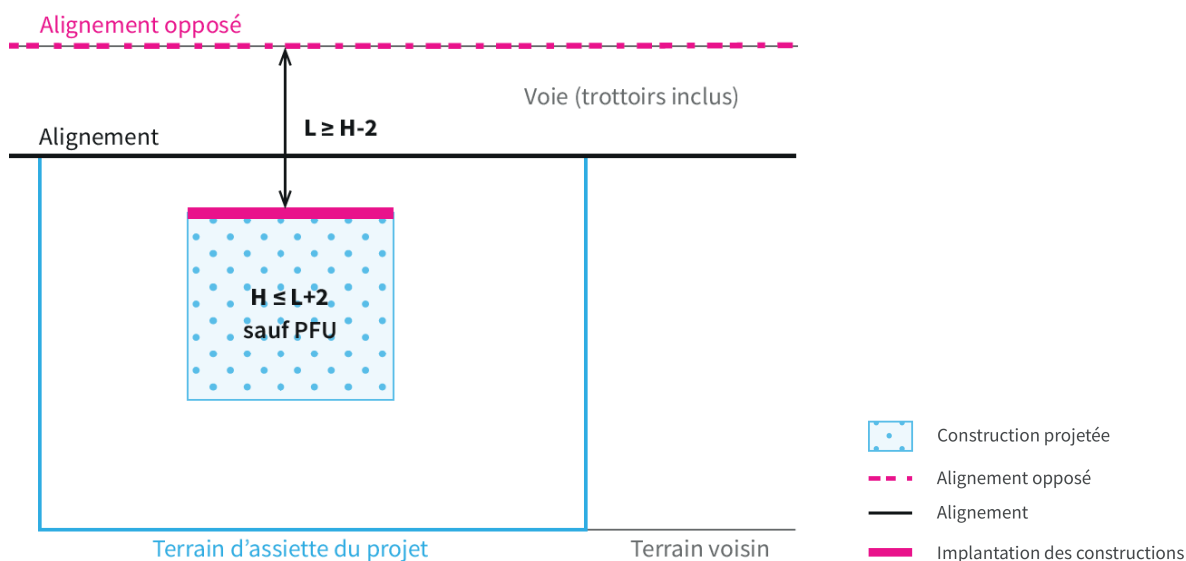 Alignement opposé
Voie (trottoirs inclus)
L ≥ H-2
Alignement
H ≤ L+2
sauf PFU
Construction projetée
Alignement opposé
Alignement
Implantation des constructions
Terrain d’assiette du projet
Terrain voisin